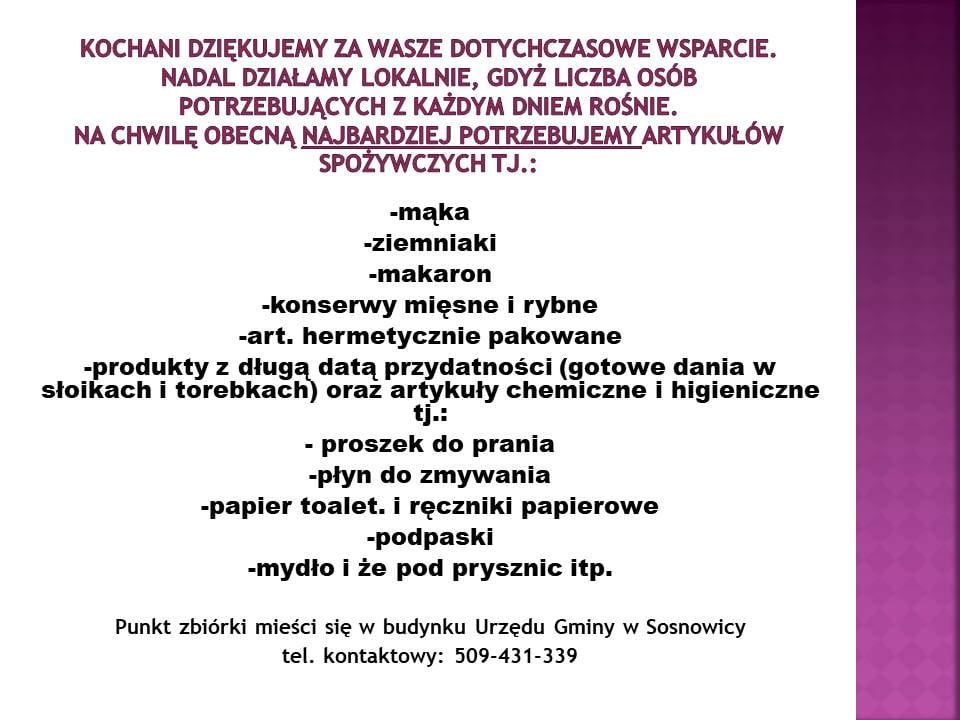 KOCHANI DZIĘKUJEMY ZA WASZE DOTYCHCZASOWE WSPARCIE.
NADAL DZIAŁAMY LOKALNIE, GDYŻ LICZBA OSÓB
POTRZEBUJĄCYCH Z KAŻDYM DNIEM ROŚNIE.
NA CHWILĘ OBECNĄ NAJBARDZIEJ POTRZEBUJEMY ARTYKUŁÓW
SPOŻYWCZYCH TJ.:
-mąka
-ziemniaki
-makaron
-konserwy mięsne i rybne
-art. hermetycznie pakowane
-produkty z długą datą przydatności (gotowe dania w
słoikach i torebkach) oraz artykuły chemiczne i higieniczne
tj.:
- proszek do prania
-płyn do zmywania
-papier toalet. i ręczniki papierowe
-podpaski
-mydło i że pod prysznic itp.
Punkt zbiórki mieści się w budynku Urzędu Gminy w Sosnowicy
tel. kontaktowy: 509-431-339